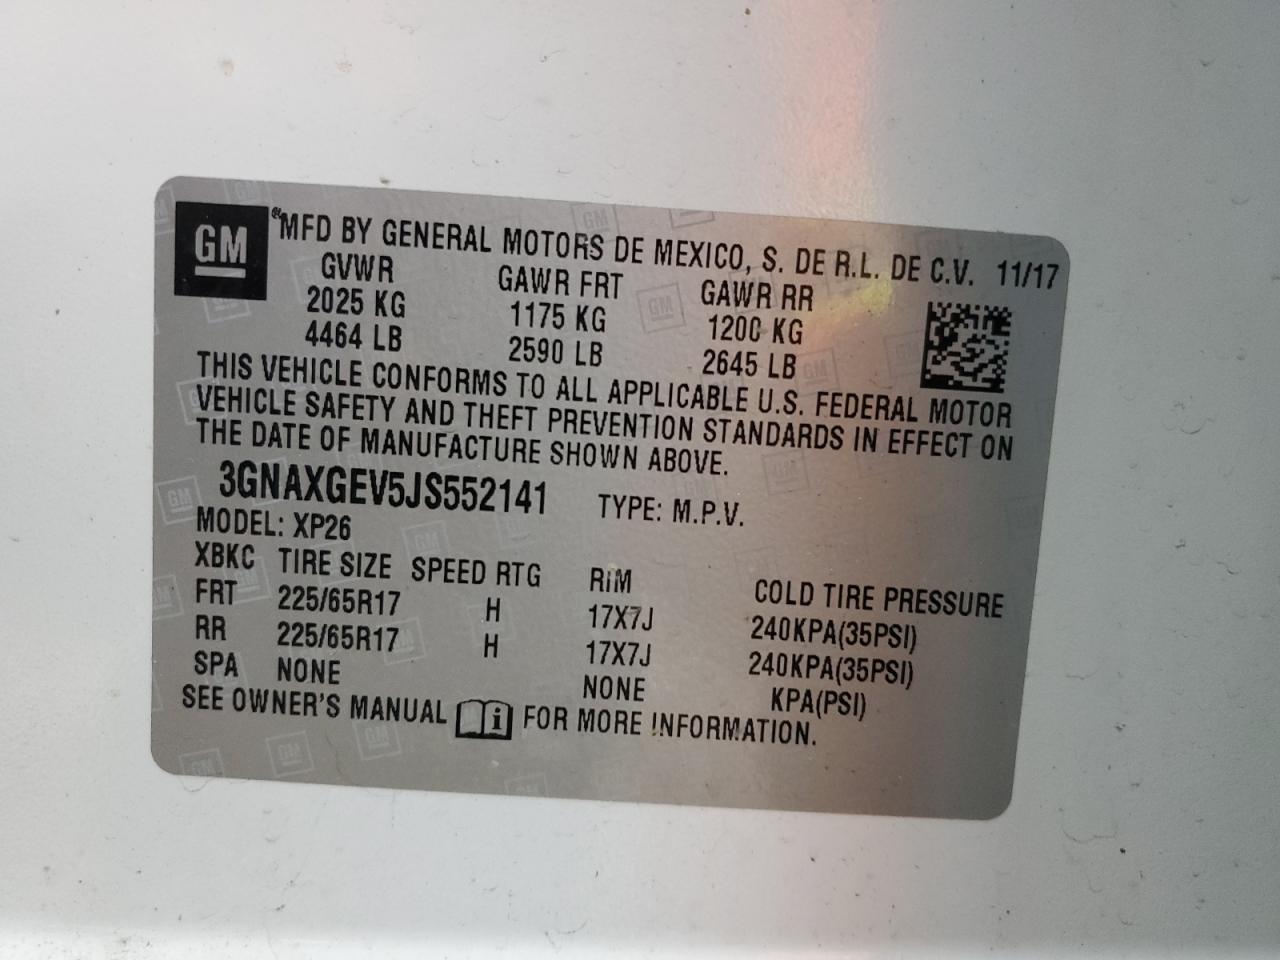 GM
MFD BY GENERAL MOTORS DE MEXICO, S. DE R.L. DE C.V. 11/17
GVWR GAWR FRT GAWR RR
2025 KG 1175 KG 1200 KG
4464 LB 2590 LB 2645 LB
THIS VEHICLE CONFORMS TO ALL APPLICABLE U.S. FEDERAL MOTOR
VEHICLE SAFETY AND THEFT PREVENTION STANDARDS IN EFFECT ON
THE DATE OF MANUFACTURE SHOWN ABOVE.
3GNAXGEV5JS552141 TYPE: M.P.V.
MODEL: XP26
XBKC TIRE SIZE SPEED RTG RIM COLD TIRE PRESSURE
FRT 225/65R17 H 17X7J 240KPA(35PSI)
RR 225/65R17 H 17X7J 240KPA(35PSI)
SPA NONE NONE KPA(PSI)
SEE OWNER'S MANUAL i FOR MORE INFORMATION.